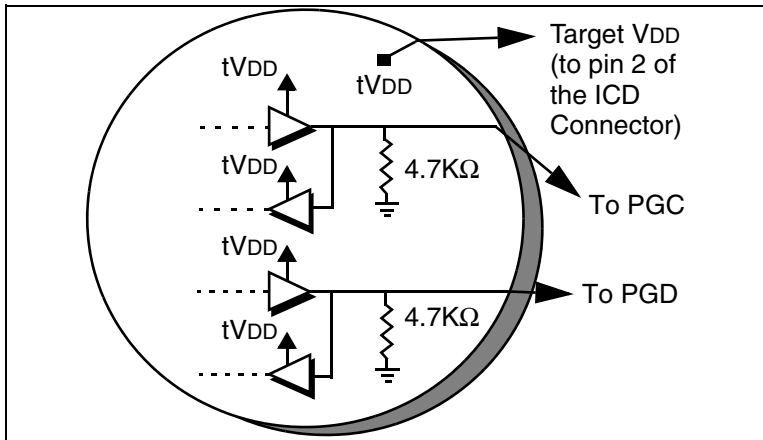 Target VDD
(to pin 2 of
the ICD
Connector)
tVDD
tVDD
4.7KΩ
tVDD
To PGC
tVDD
To PGD
4.7KΩ
tVDD